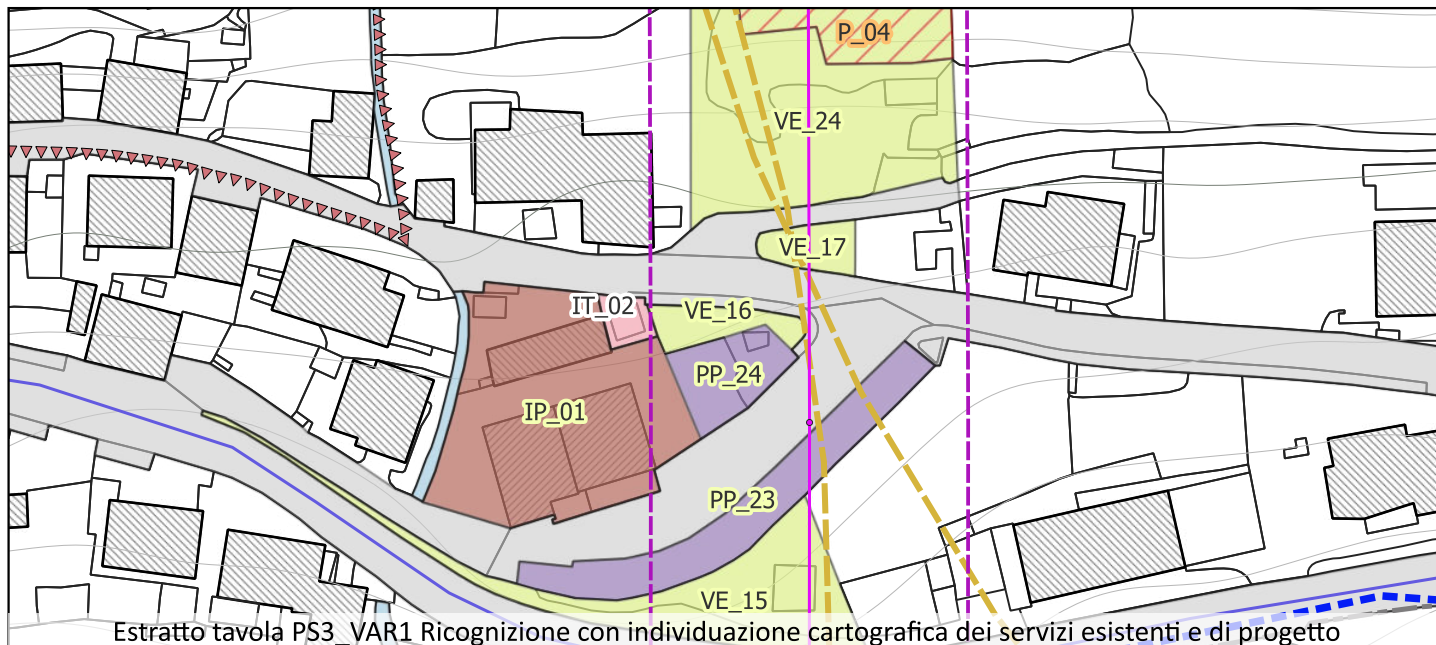 P_04
VE_24
VE_17
IT_02
VE_16
PP_24
IP_01
PP_23
VE_15
Estratto tavola PS3_VAR1 Ricognizione con individuazione cartografica dei servizi esistenti e di progetto